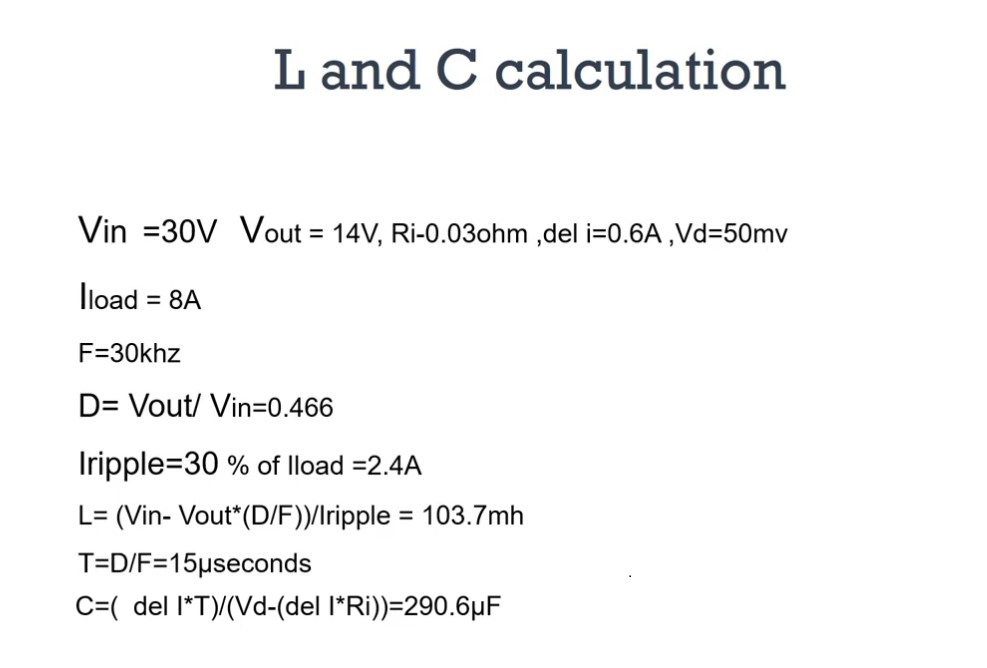 L and C calculation
Vin =30V Vout = 14V, Ri-0.03ohm ,del i=0.6A ,Vd=50mv
Iload = 8A
F=30khz
D= Vout/ Vin=0.466
Iripple=30 % of Iload =2.4A
L= (Vin- Vout*(D/F))/Iripple = 103.7mh
T=D/F=15μseconds
C=( del I*T)/(Vd-(del I*Ri))=290.6μF